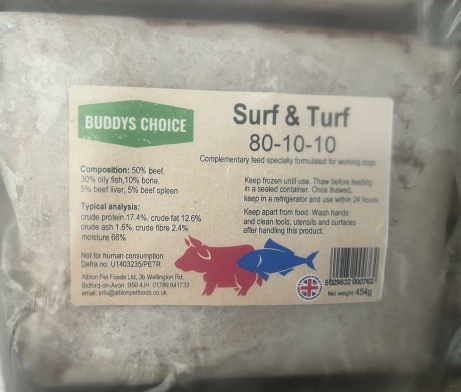 BUDDYS CHOICE
Surf & Turf
80-10-10
Complementary feed specially formulated for working dogs
Composition: 50% beef,
30% oily fish,10% bone,
5% beef liver, 5% beef spleen
Typical analysis:
crude protein 17.4%, crude fat 12.6%
crude ash 1.6%, crude fibre 2.4%
moisture 66%
Not for human consumption.
Defra no: U1403235/PETR
Albion Pet Foods Ltd, 3b Wellington Rd,
Bidford-on-Avon. B50 4JH 01789 641733
email: info@albionpetfoods.co.uk
Keep frozen until use. Thaw before feeding
in a sealed container. Once thawed,
keep in a refrigerator and use within 24 hours.
Keep apart from food. Wash hands
and clean tools, utensils and surfaces
after handling this product.
5 029832 000762
Net weight 454g